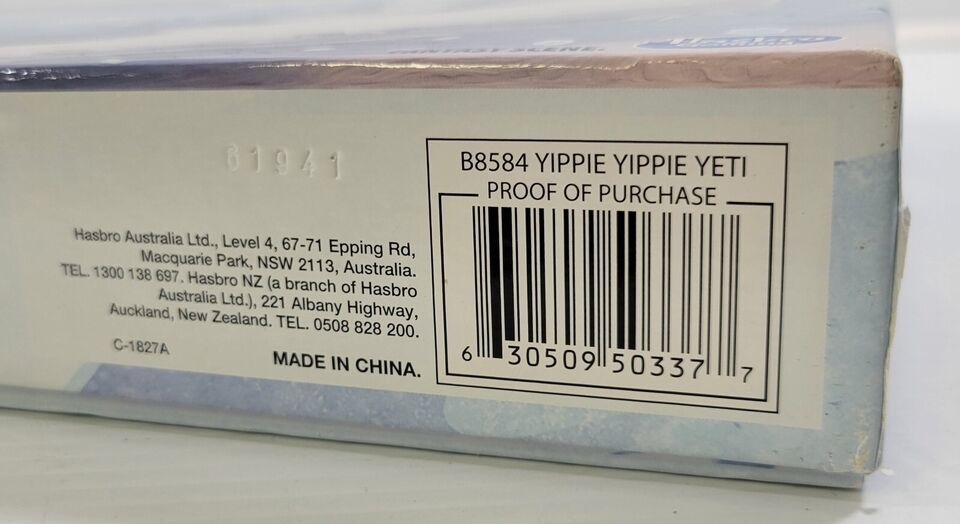 FANTASY SCENE.
61941
B8584 YIPPIE YIPPIE YETI
PROOF OF PURCHASE
Hasbro Australia Ltd., Level 4, 67-71 Epping Rd,
Macquarie Park, NSW 2113, Australia.
TEL. 1300 138 697. Hasbro NZ (a branch of Hasbro
Australia Ltd.), 221 Albany Highway,
Auckland, New Zealand. TEL. 0508 828 200.
C-1827A
MADE IN CHINA.
6 30509 50337 7